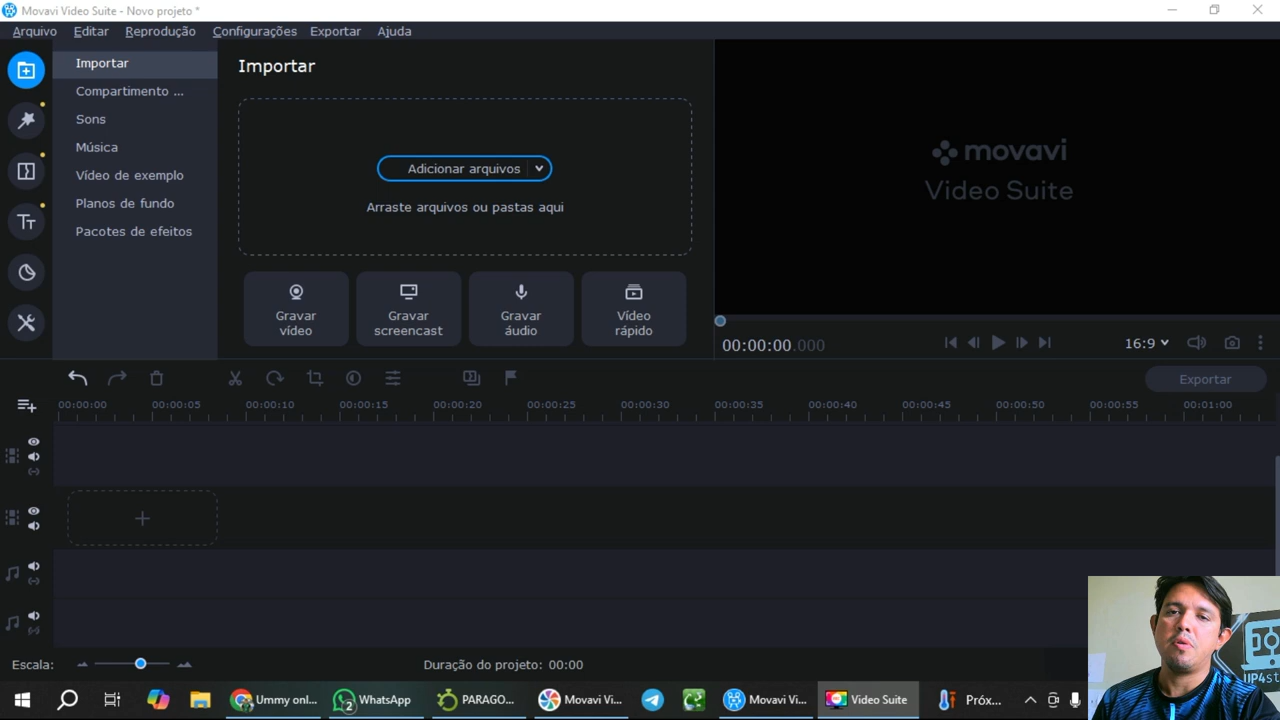 Movavi Video Suite - Novo projeto *
Arquivo Editar Reprodução Configurações Exportar Ajuda
Importar
Compartimento ...
Sons
Música
Vídeo de exemplo
Planos de fundo
Pacotes de efeitos
Importar
Adicionar arquivos
Arraste arquivos ou pastas aqui
Gravar
vídeo
Gravar
screencast
Gravar
áudio
Vídeo
rápido
movavi
Video Suite
00:00:00.000
16:9
Exportar
00:00:00 00:00:05 00:00:10 00:00:15 00:00:20 00:00:25 00:00:30 00:00:35 00:00:40 00:00:45 00:00:50 00:00:55 00:01:00
Escala:
Duração do projeto: 00:00
Ummy onl... 2 WhatsApp PARAGO... Movavi Vi... Movavi Vi... Video Suite Próx...